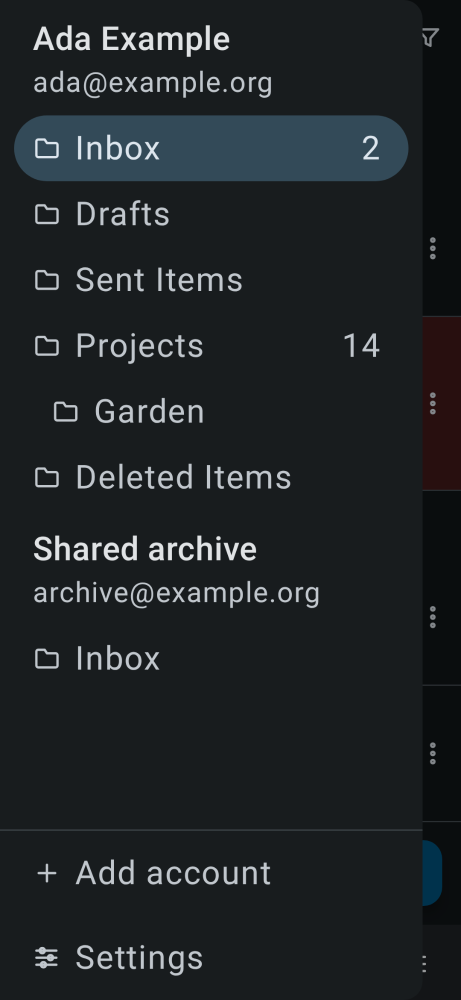 Ada Example
ada@example.org
Inbox 2
Drafts
Sent Items
Projects 14
Garden
Deleted Items
Shared archive
archive@example.org
Inbox
Add account
Settings